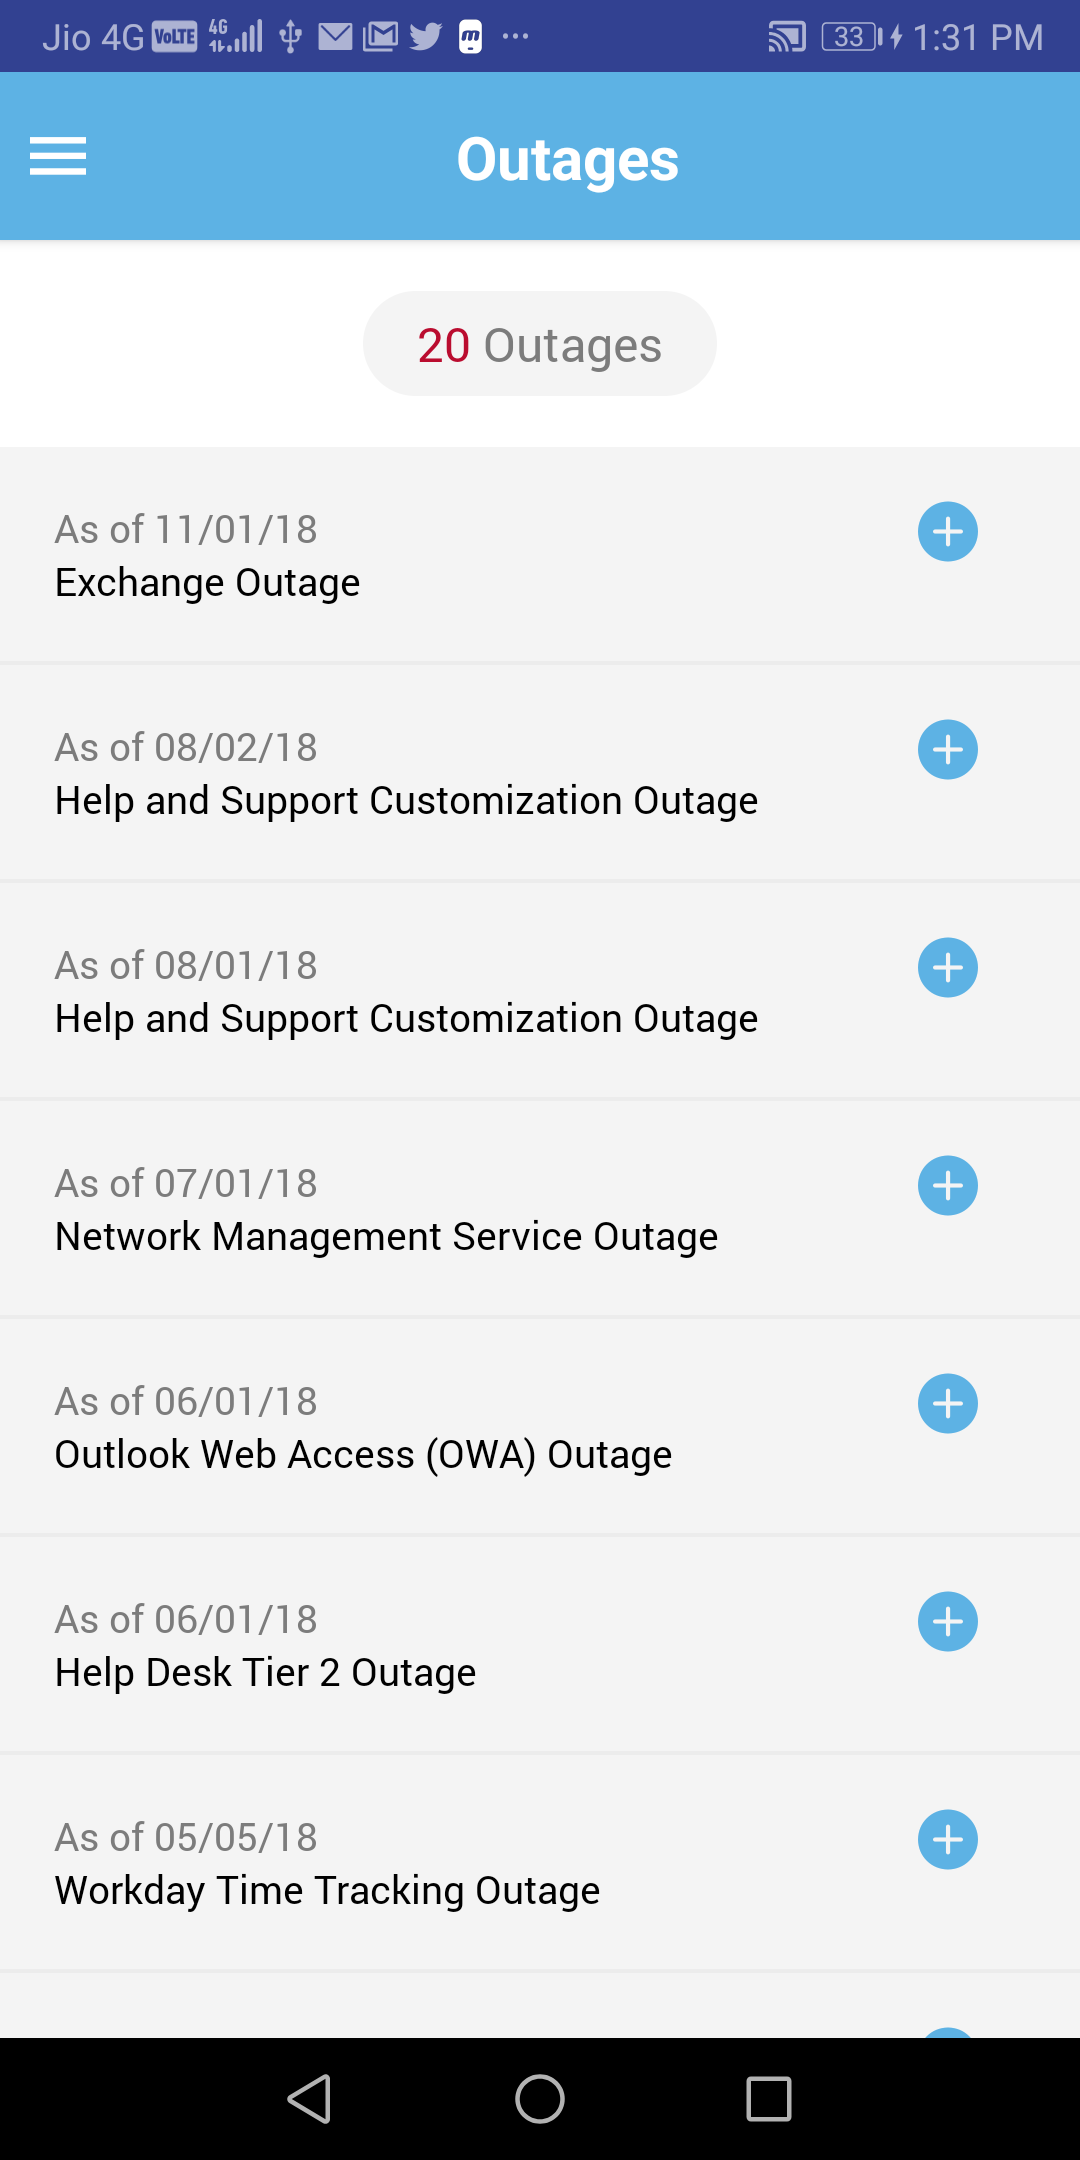 Jio 4G VoLTE 4G 33 1:31 PM
Outages
20 Outages
As of 11/01/18
Exchange Outage
As of 08/02/18
Help and Support Customization Outage
As of 08/01/18
Help and Support Customization Outage
As of 07/01/18
Network Management Service Outage
As of 06/01/18
Outlook Web Access (OWA) Outage
As of 06/01/18
Help Desk Tier 2 Outage
As of 05/05/18
Workday Time Tracking Outage